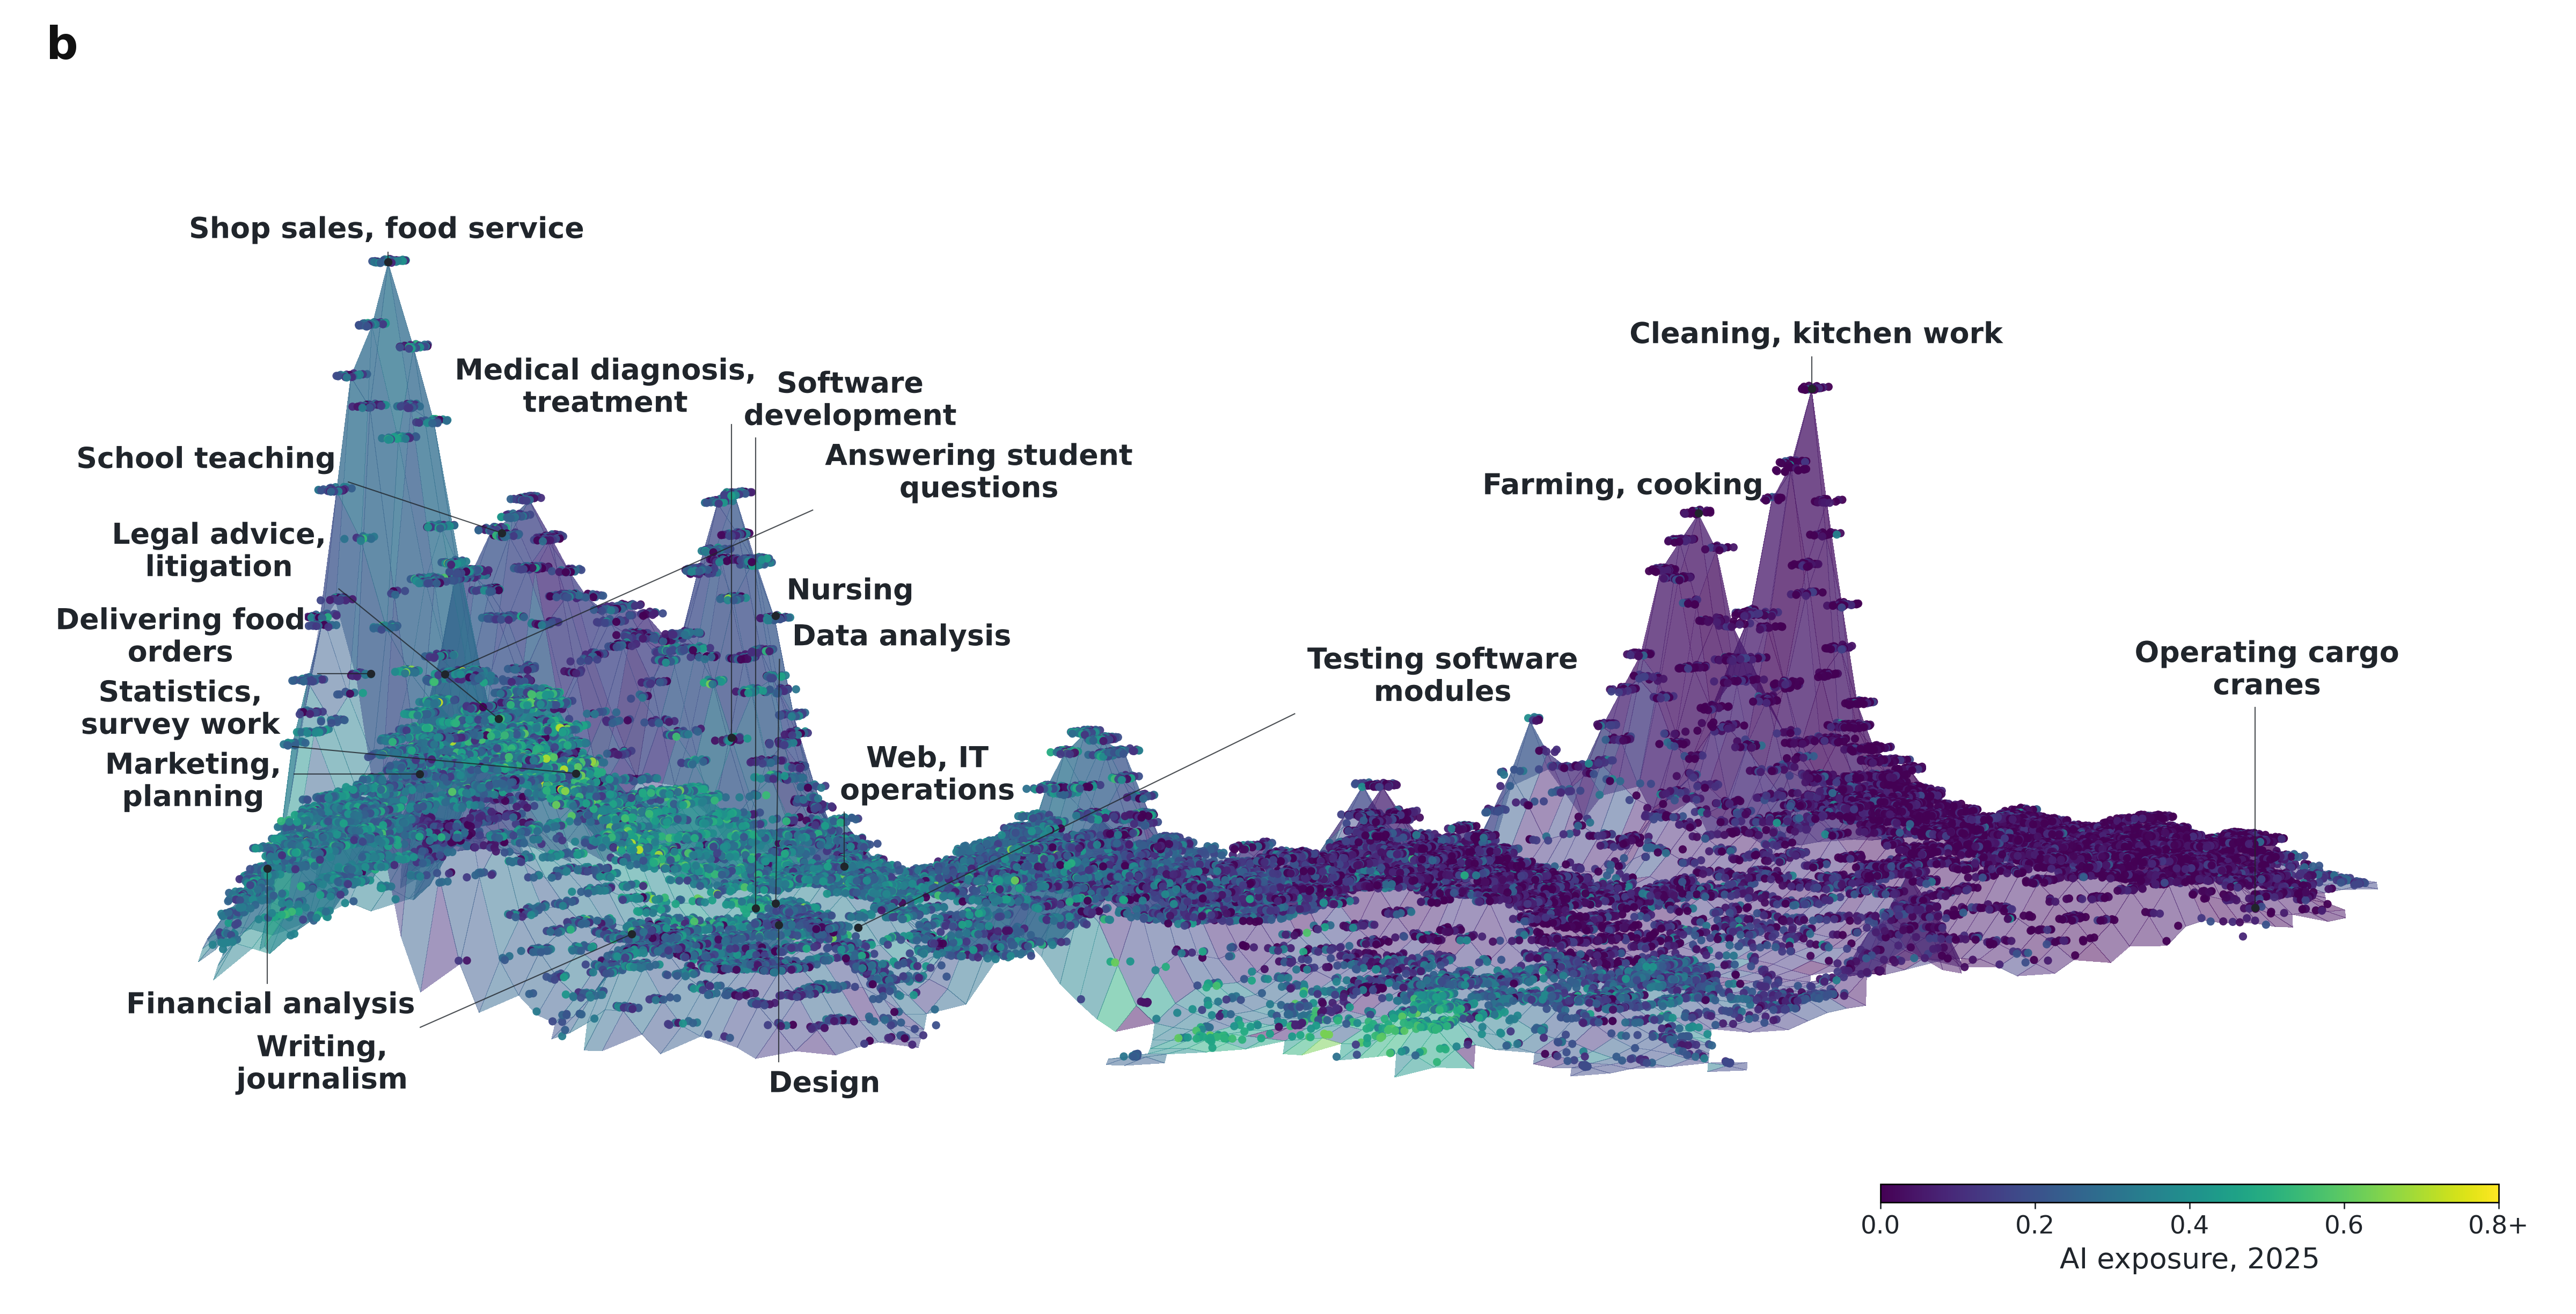 b
Shop sales, food service
Cleaning, kitchen work
Medical diagnosis,
treatment
Software
development
School teaching
Answering student
questions
Farming, cooking
Legal advice,
litigation
Nursing
Delivering food
orders
Data analysis
Testing software
modules
Operating cargo
cranes
Statistics,
survey work
Marketing,
planning
Web, IT
operations
Financial analysis
Writing,
journalism
Design
0.0
0.2
0.4
0.6
0.8+
AI exposure, 2025